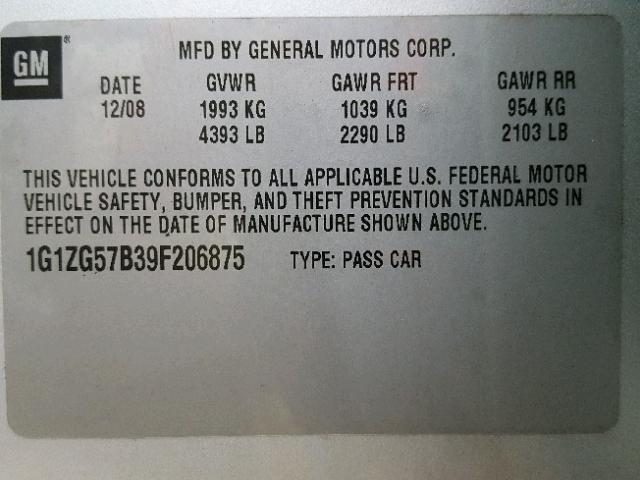 GM®
MFD BY GENERAL MOTORS CORP.
DATE GVWR GAWR FRT GAWR RR
12/08 1993 KG 1039 KG 954 KG
4393 LB 2290 LB 2103 LB
THIS VEHICLE CONFORMS TO ALL APPLICABLE U.S. FEDERAL MOTOR
VEHICLE SAFETY, BUMPER, AND THEFT PREVENTION STANDARDS IN
EFFECT ON THE DATE OF MANUFACTURE SHOWN ABOVE.
1G1ZG57B39F206875 TYPE: PASS CAR